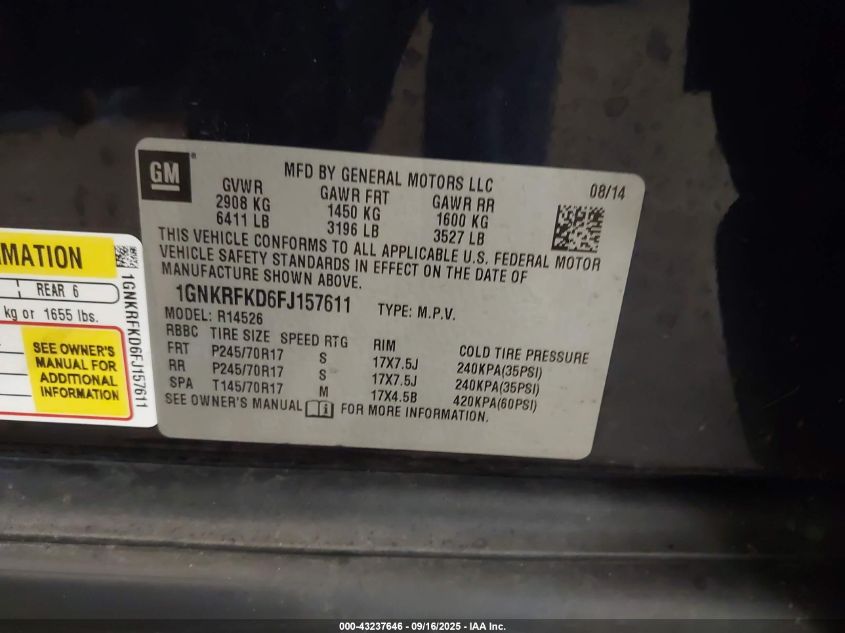 GM
®
MFD BY GENERAL MOTORS LLC
08/14
GVWR GAWR FRT GAWR RR
2908 KG 1450 KG 1600 KG
6411 LB 3196 LB 3527 LB
THIS VEHICLE CONFORMS TO ALL APPLICABLE U.S. FEDERAL MOTOR
VEHICLE SAFETY STANDARDS IN EFFECT ON THE DATE OF
MANUFACTURE SHOWN ABOVE.
1GNKRFKD6FJ157611 TYPE: M.P.V.
MODEL: R14526
RBBC TIRE SIZE SPEED RTG RIM COLD TIRE PRESSURE
FRT P245/70R17 S 17X7.5J 240KPA(35PSI)
RR P245/70R17 S 17X7.5J 240KPA(35PSI)
SPA T145/70R17 M 17X4.5B 420KPA(60PSI)
SEE OWNER'S MANUAL FOR MORE INFORMATION.
REAR 6
kg or 1655 lbs.
SEE OWNER'S
MANUAL FOR
ADDITIONAL
INFORMATION
1GNKRFKD6FJ157611
000-43237646 - 09/16/2025 - IAA Inc.